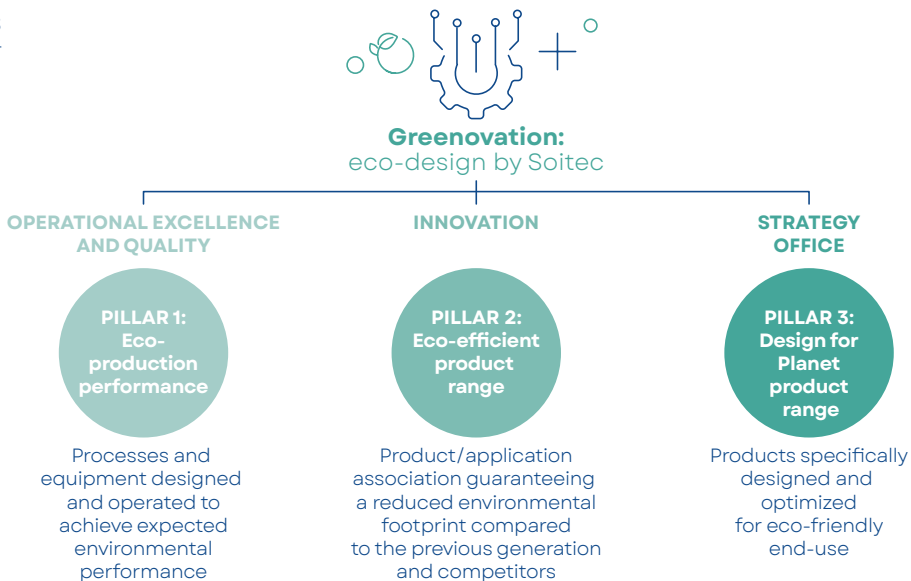 Greenovation:
eco-design by Soitec
OPERATIONAL EXCELLENCE
AND QUALITY
PILLAR 1:
Eco-
production
performance
Processes and
equipment designed
and operated to
achieve expected
environmental
performance
INNOVATION
PILLAR 2:
Eco-efficient
product
range
Product/application
association guaranteeing
a reduced environmental
footprint compared
to the previous generation
and competitors
STRATEGY
OFFICE
PILLAR 3:
Design for
Planet
product
range
Products specifically
designed and
optimized
for eco-friendly
end-use